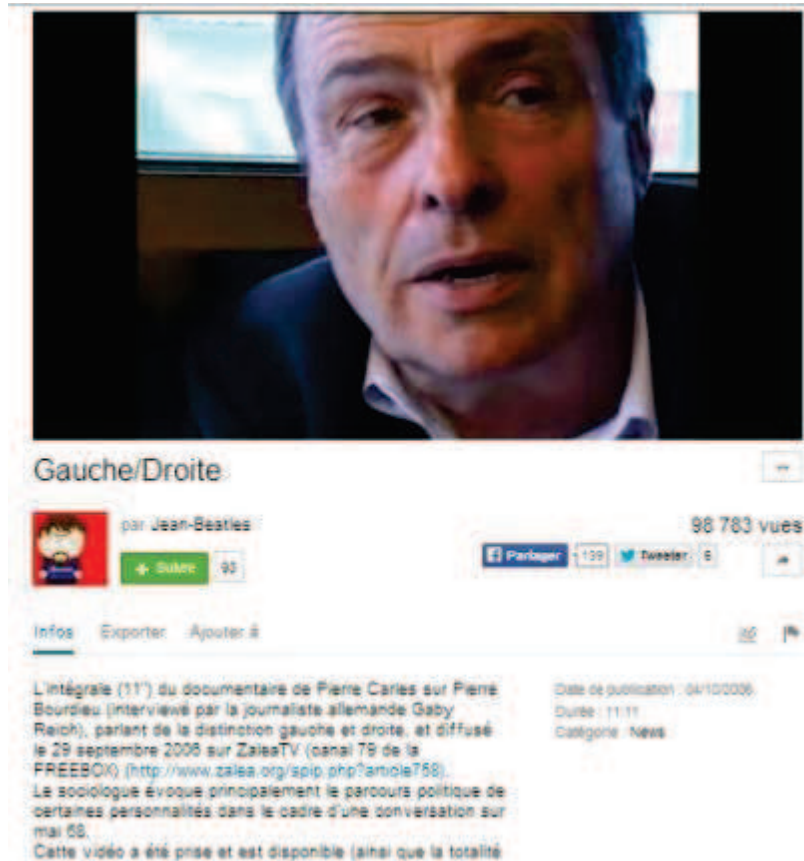 Gauche/Droite
par Jean-Beatles
98 783 vues
+ Suivre 93
Partager 139 Tweeter 6
Infos Exporter Ajouter à
L'intégrale (11') du documentaire de Pierre Carles sur Pierre
Bourdieu (interviewé par la journaliste allemande Gaby
Reich), parlant de la distinction gauche et droite, et diffusé
le 29 septembre 2006 sur ZaleaTV (canal 79 de la
FREEBOX) (http://www.zalea.org/spip.php?article758).
Le sociologue évoque principalement le parcours politique de
certaines personnalités dans le cadre d'une conversation sur
mai 68.
Cette vidéo a été prise et est disponible (ainsi que la totalité
Date de publication : 04/10/2006
Durée : 11:11
Catégorie : News